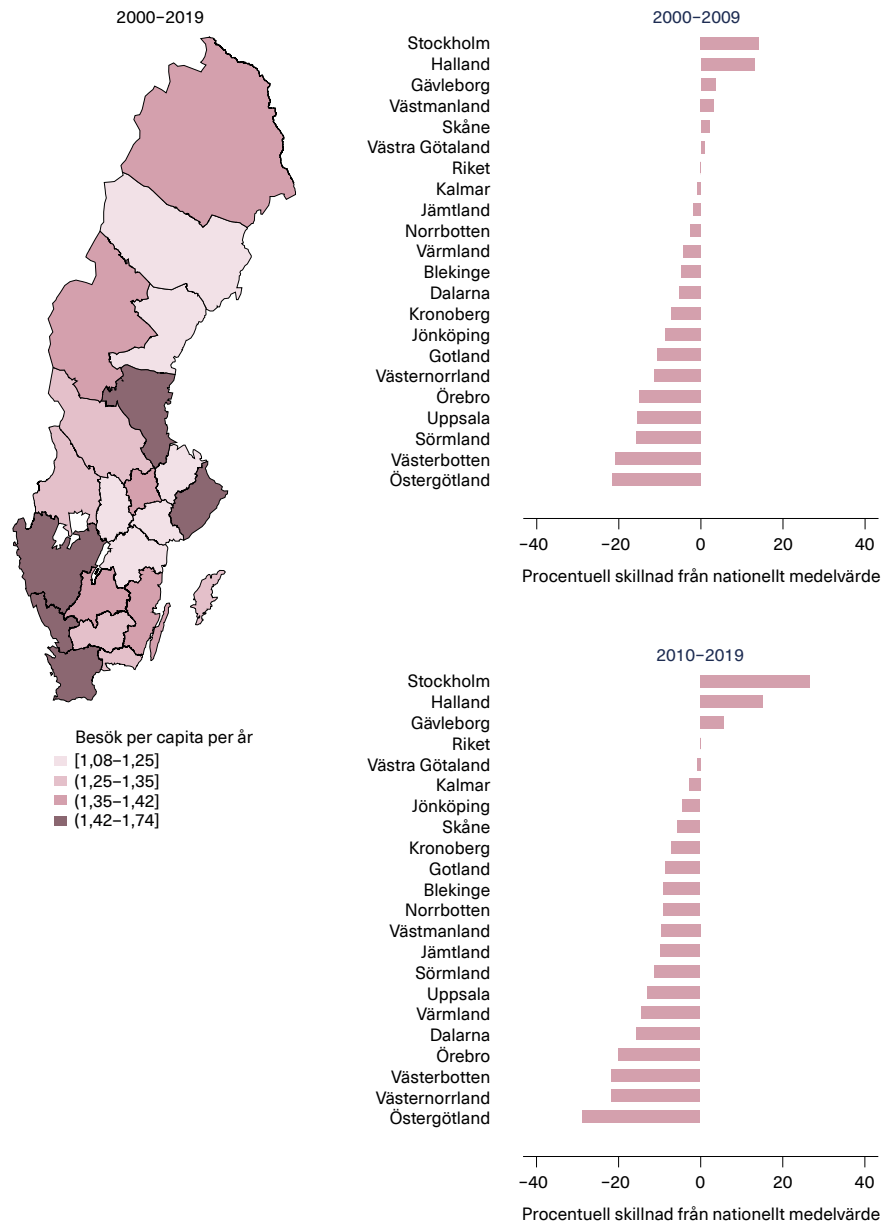 2000–2019
Besök per capita per år
[1,08–1,25]
(1,25–1,35]
(1,35–1,42]
(1,42–1,74]
2000–2009
Stockholm
Halland
Gävleborg
Västmanland
Skåne
Västra Götaland
Riket
Kalmar
Jämtland
Norrbotten
Värmland
Blekinge
Dalarna
Kronoberg
Jönköping
Gotland
Västernorrland
Örebro
Uppsala
Sörmland
Västerbotten
Östergötland
−40 −20 0 20 40
Procentuell skillnad från nationellt medelvärde
2010–2019
Stockholm
Halland
Gävleborg
Riket
Västra Götaland
Kalmar
Jönköping
Skåne
Kronoberg
Gotland
Blekinge
Norrbotten
Västmanland
Jämtland
Sörmland
Uppsala
Värmland
Dalarna
Örebro
Västerbotten
Västernorrland
Östergötland
−40 −20 0 20 40
Procentuell skillnad från nationellt medelvärde